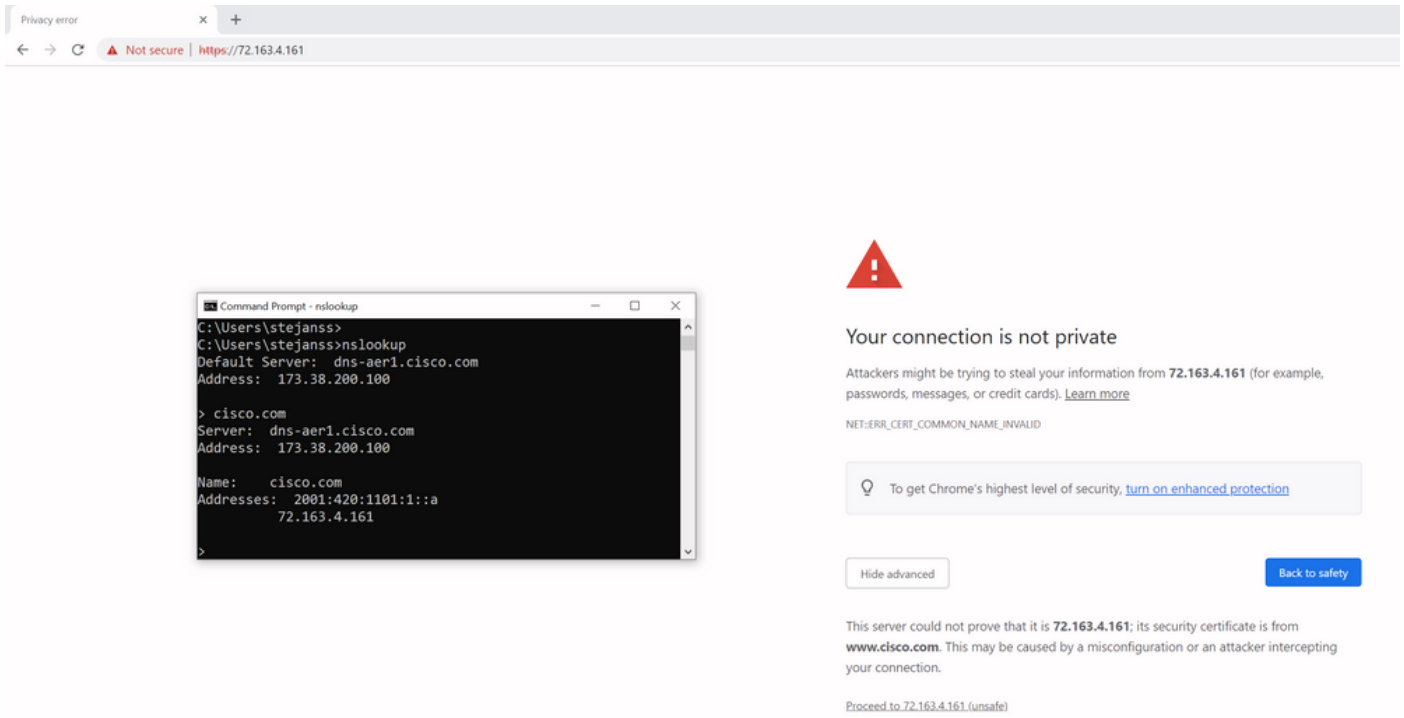 Privacy error
Not secure | https://72.163.4.161
Command Prompt - nslookup
C:\Users\stejanss>
C:\Users\stejanss>nslookup
Default Server:  dns-aer1.cisco.com
Address:  173.38.200.100
> cisco.com
Server:  dns-aer1.cisco.com
Address:  173.38.200.100
Name:    cisco.com
Addresses:  2001:420:1101:1::a
72.163.4.161
>
Your connection is not private
Attackers might be trying to steal your information from 72.163.4.161 (for example,
passwords, messages, or credit cards). Learn more
NET::ERR_CERT_COMMON_NAME_INVALID
To get Chrome's highest level of security, turn on enhanced protection
Hide advanced
Back to safety
This server could not prove that it is 72.163.4.161; its security certificate is from
www.cisco.com. This may be caused by a misconfiguration or an attacker intercepting
your connection.
Proceed to 72.163.4.161 (unsafe)